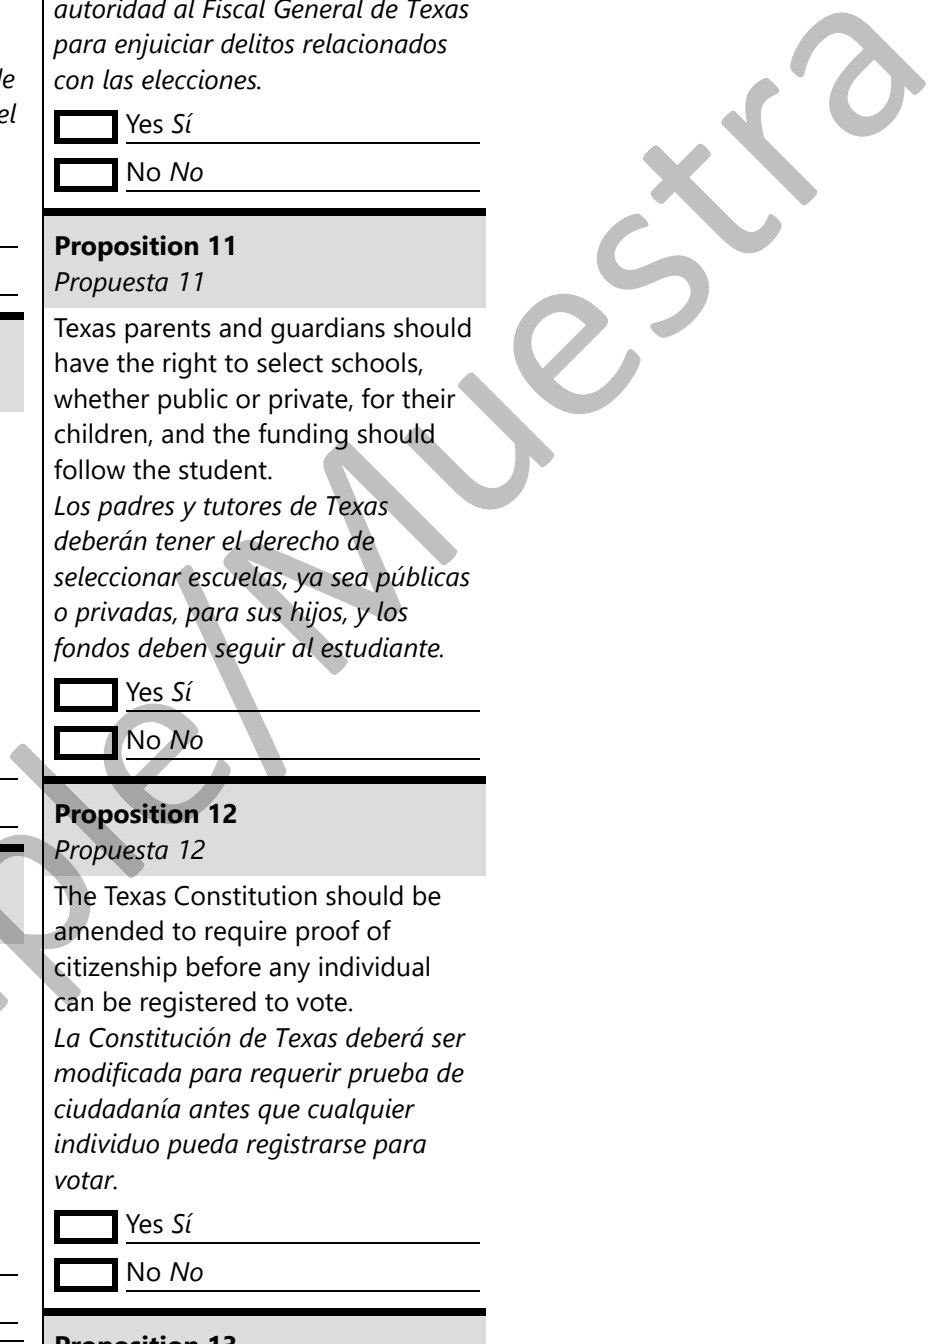 de
el
autoridad al Fiscal General de Texas
para enjuiciar delitos relacionados
con las elecciones.
Yes Sí
No No
Proposition 11
Propuesta 11
Texas parents and guardians should
have the right to select schools,
whether public or private, for their
children, and the funding should
follow the student.
Los padres y tutores de Texas
deberán tener el derecho de
seleccionar escuelas, ya sea públicas
o privadas, para sus hijos, y los
fondos deben seguir al estudiante.
Yes Sí
No No
Proposition 12
Propuesta 12
The Texas Constitution should be
amended to require proof of
citizenship before any individual
can be registered to vote.
La Constitución de Texas deberá ser
modificada para requerir prueba de
ciudadanía antes que cualquier
individuo pueda registrarse para
votar.
Yes Sí
No No
Proposition 13
ple/Muestra